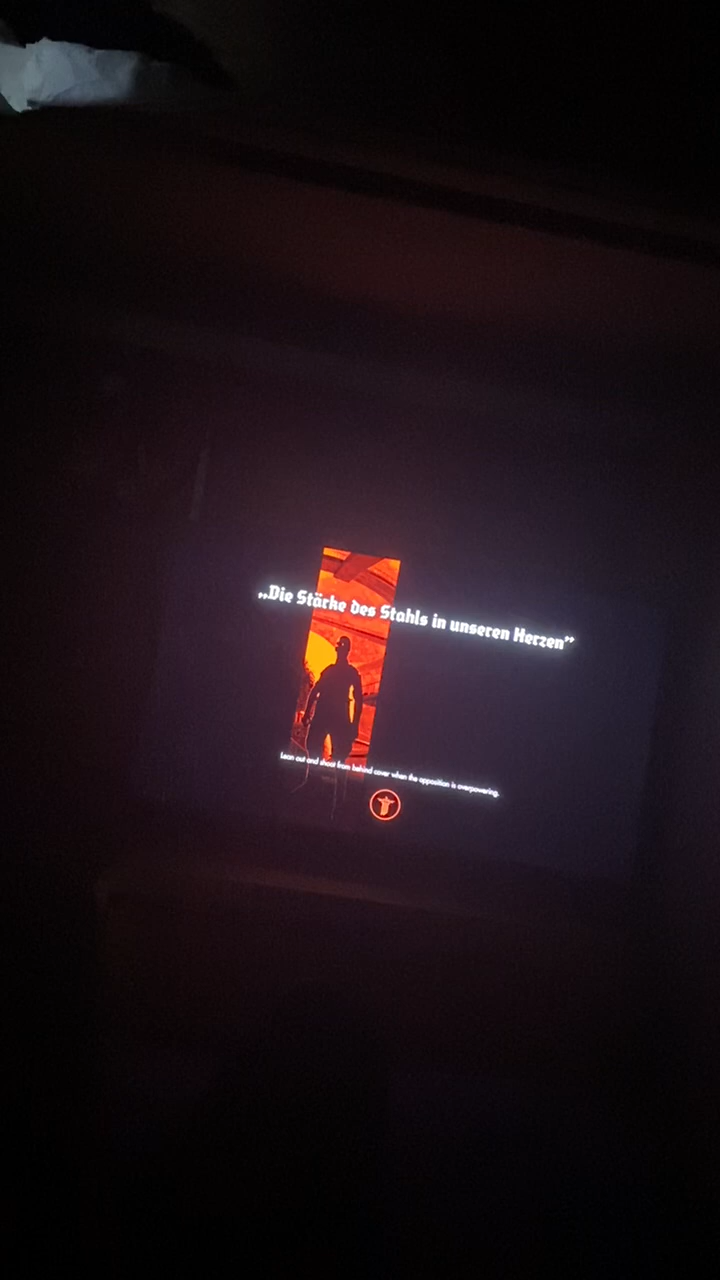 „Die Stärke des Stahls in unseren Herzen”
Lean out and shoot from behind cover when the opposition is overpowering.